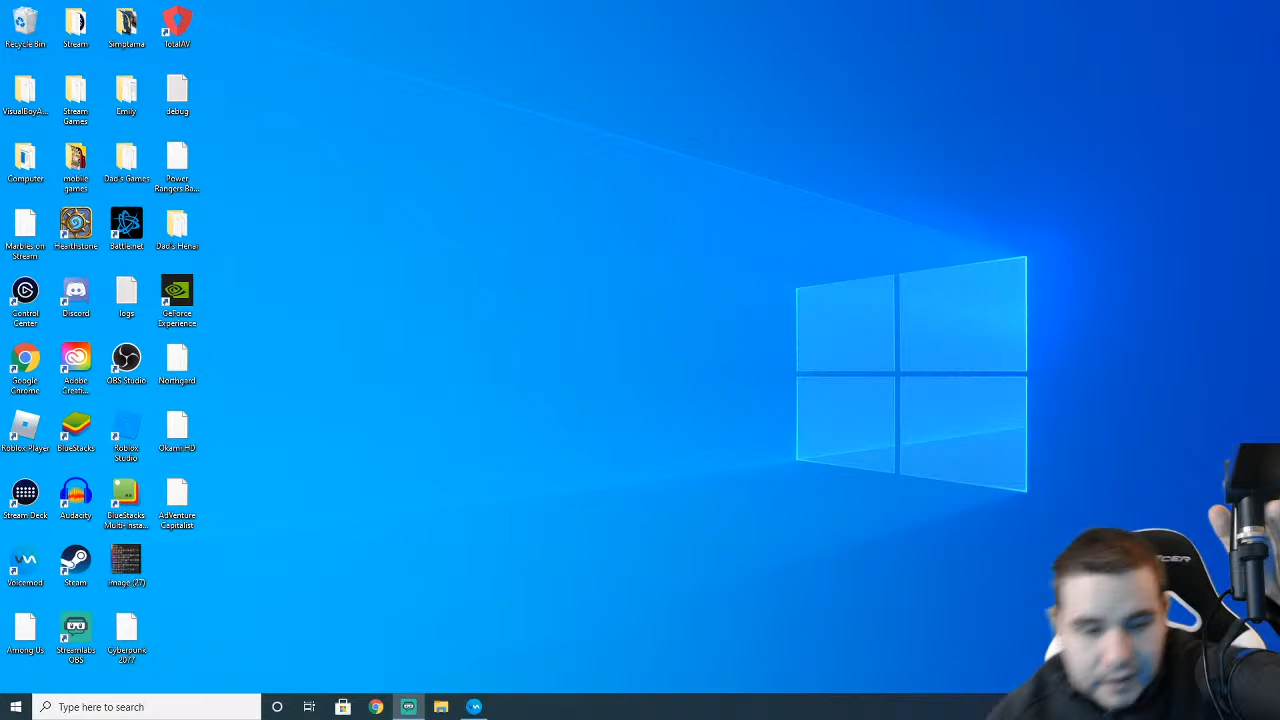 Recycle Bin
Stream
Simptama
TotalAV
VisualBoyA...
Stream
Games
Emily
debug
Computer
mobile
games
Dad's Games
Power
Rangers Ba...
Marbles on
Stream
Hearthstone
Battle.net
Dad's Henai
Control
Center
Discord
logs
GeForce
Experience
Google
Chrome
Adobe
Creati...
OBS Studio
Northgard
Roblox Player
BlueStacks
Roblox
Studio
Okami HD
Stream Deck
Audacity
BlueStacks
Multi-Insta...
AdVenture
Capitalist
Voicemod
Steam
image (27)
Among Us
Streamlabs
OBS
Cyberpunk
2077
Type here to search